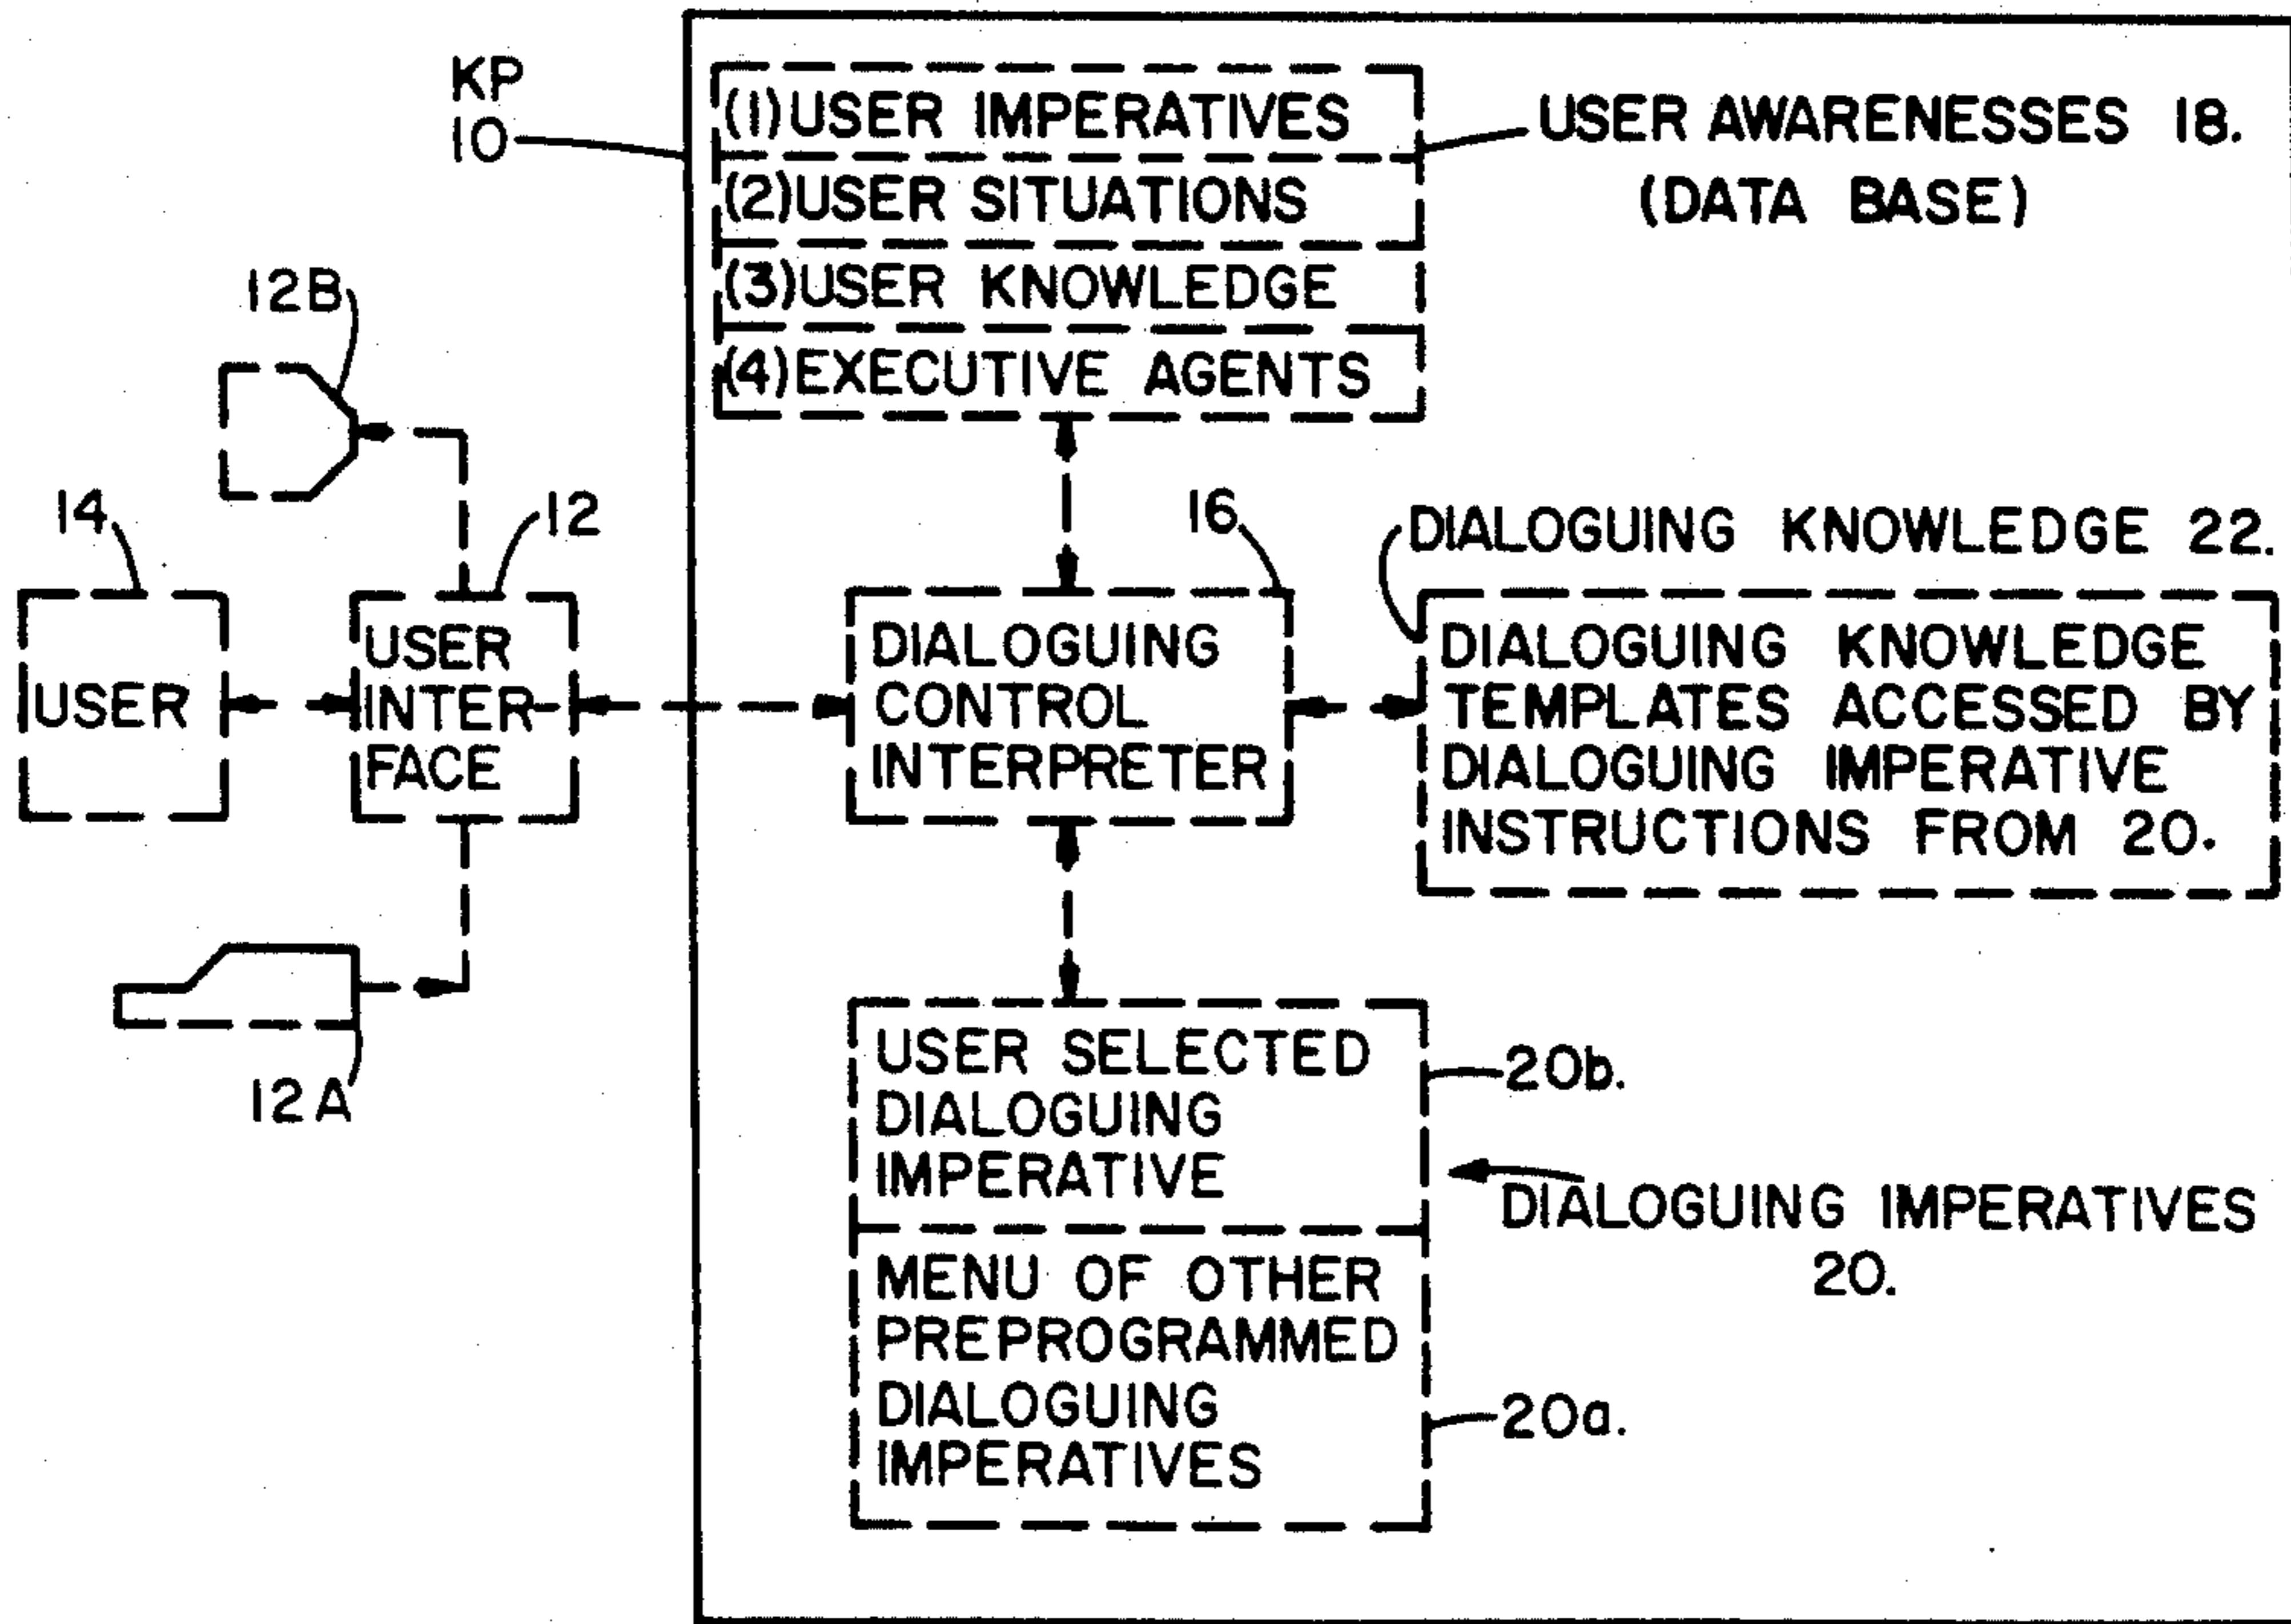 KP
10
(1)USER IMPERATIVES
(2)USER SITUATIONS
(3)USER KNOWLEDGE
(4)EXECUTIVE AGENTS
USER AWARENESSES 18.
(DATA BASE)
12B
14
12
USER
USER
INTER-
FACE
12A
16
DIALOGUING
CONTROL
INTERPRETER
DIALOGUING KNOWLEDGE 22.
DIALOGUING KNOWLEDGE
TEMPLATES ACCESSED BY
DIALOGUING IMPERATIVE
INSTRUCTIONS FROM 20.
USER SELECTED
DIALOGUING
IMPERATIVE
20b.
DIALOGUING IMPERATIVES
20.
MENU OF OTHER
PREPROGRAMMED
DIALOGUING
IMPERATIVES
20a.